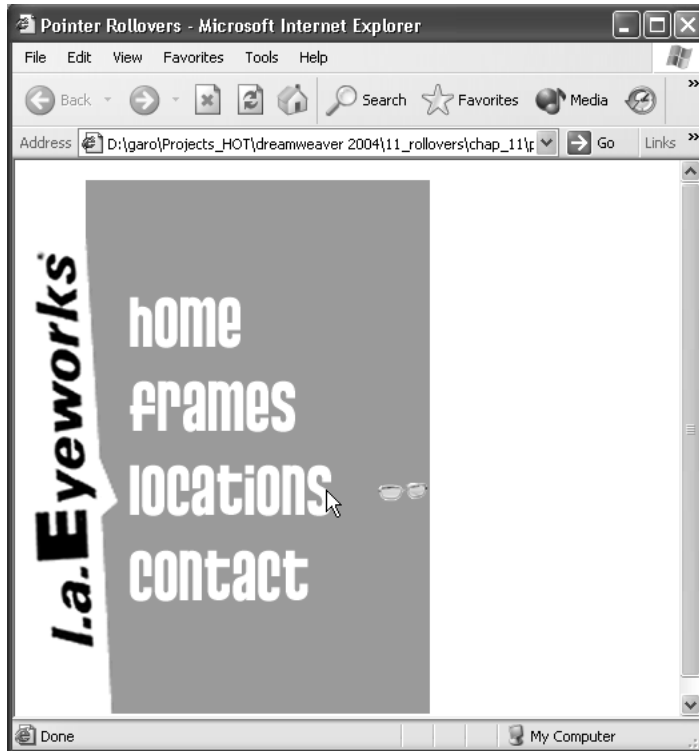 Pointer Rollovers - Microsoft Internet Explorer
File Edit View Favorites Tools Help
Back Search Favorites Media »
Address D:\garo\Projects_HOT\dreamweaver 2004\11_rollovers\chap_11\p Go Links »
l.a.Eyeworks
home
frames
locations
contact
Done My Computer